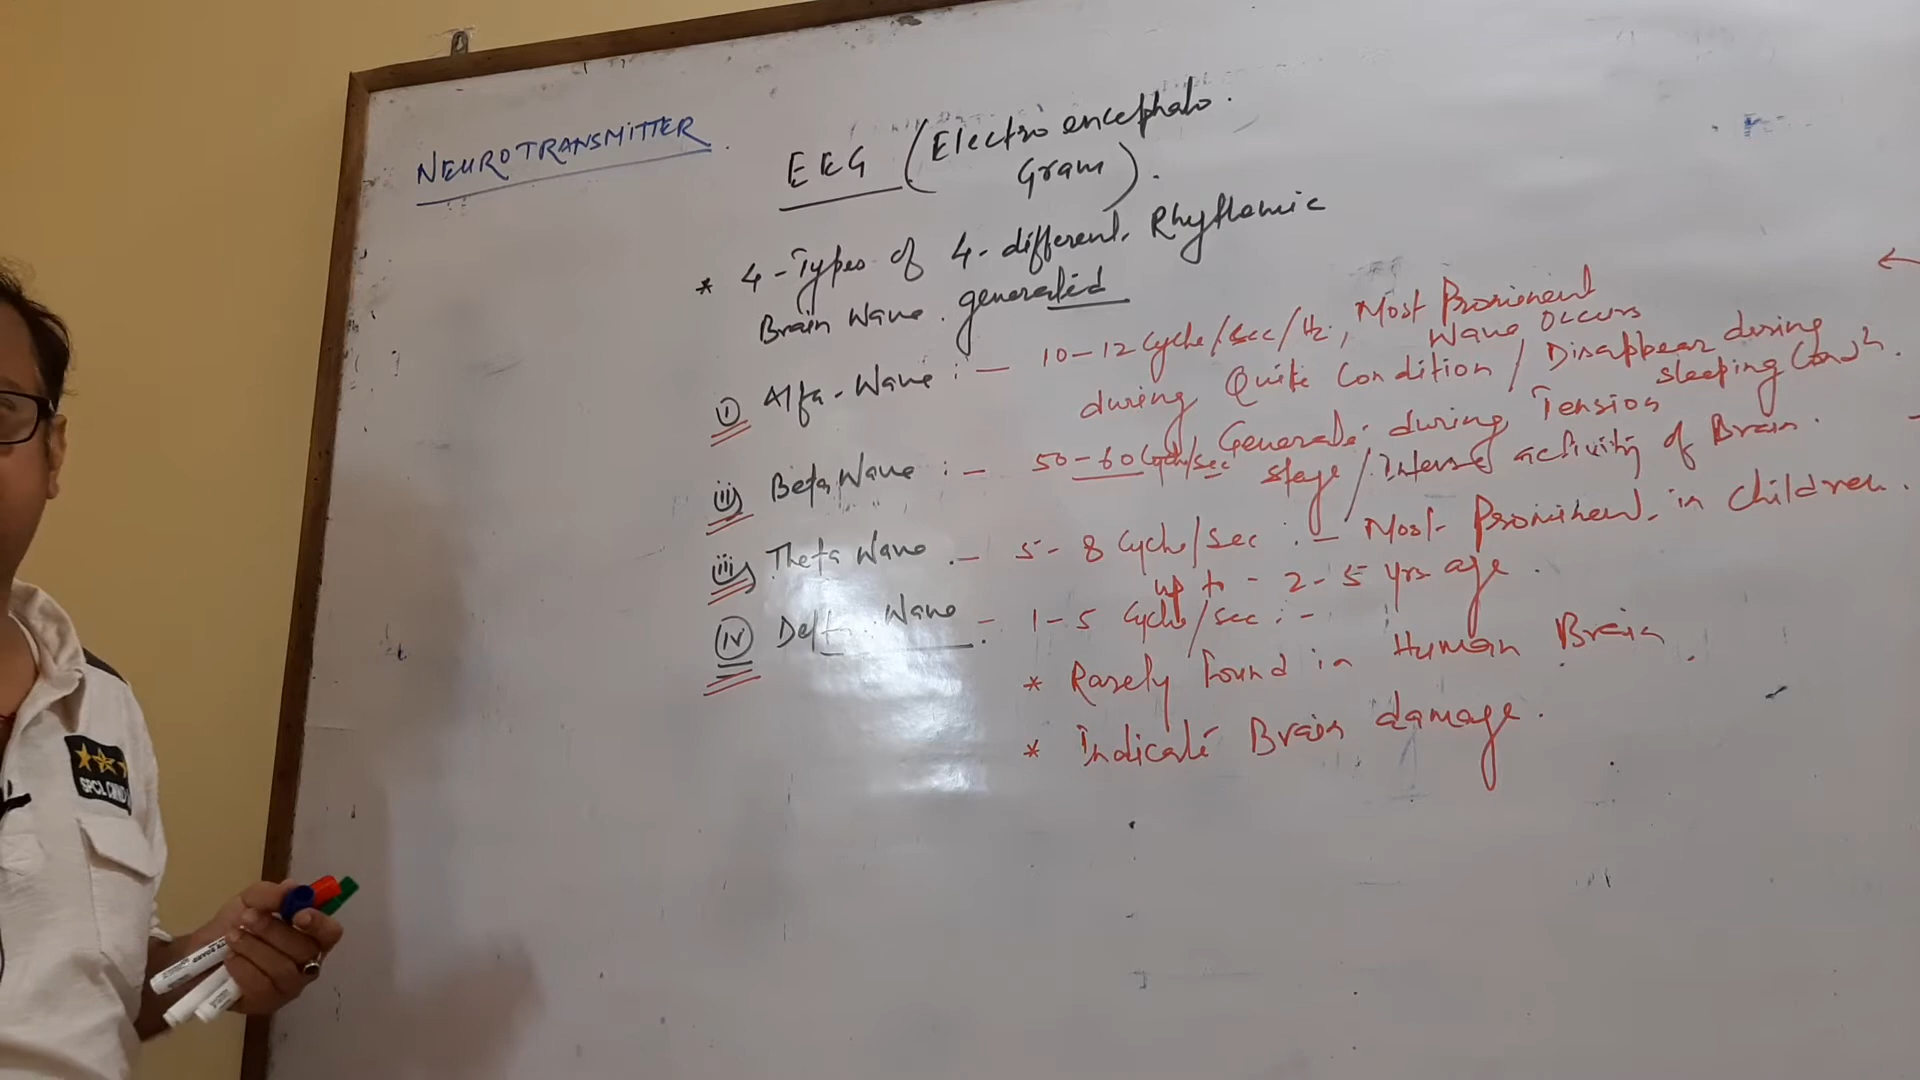 NEUROTRANSMITTER
EEG (Electroencephalo
Gram).
* 4-Types of 4-different Rhythmic
Brain Wave generated
(i) Alfa-Wave :- 10-12 Cycle/Sec/Hz, Most Prominent
Wave Occurs
during Quite Condition / Disappear during
sleeping
(ii) Beta Wave :- 50-60 Cycle/Sec Generate during Tension
stage / Intense activity of Brain.
(iii) Theta Wave - 5-8 Cycle/Sec :- Most Prominent in Children
up to - 2-5 Yrs age.
(iv) Delta Wave - 1-5 Cycle/Sec :-
* Rarely found in Human Brain
* Indicate Brain damage.
SPCL CMND